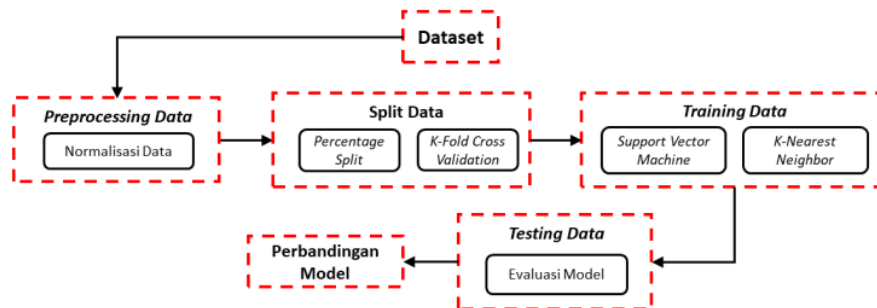 Dataset
Preprocessing Data
Normalisasi Data
Split Data
Percentage
Split
K-Fold Cross
Validation
Training Data
Support Vector
Machine
K-Nearest
Neighbor
Testing Data
Evaluasi Model
Perbandingan
Model